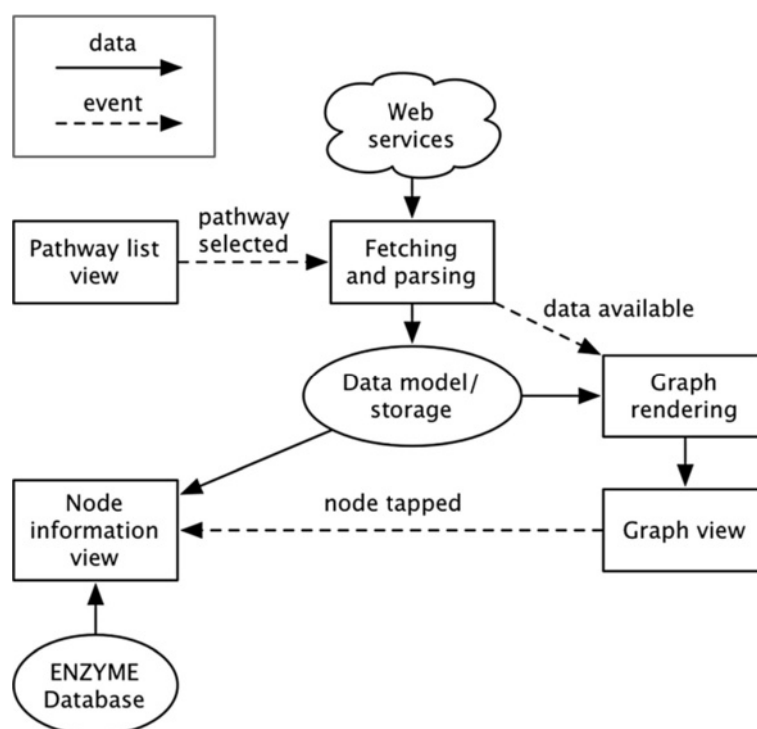 data
event
Web
services
pathway
selected
Pathway list
view
Fetching
and parsing
data available
Data model/
storage
Graph
rendering
Node
information
view
node tapped
Graph view
ENZYME
Database